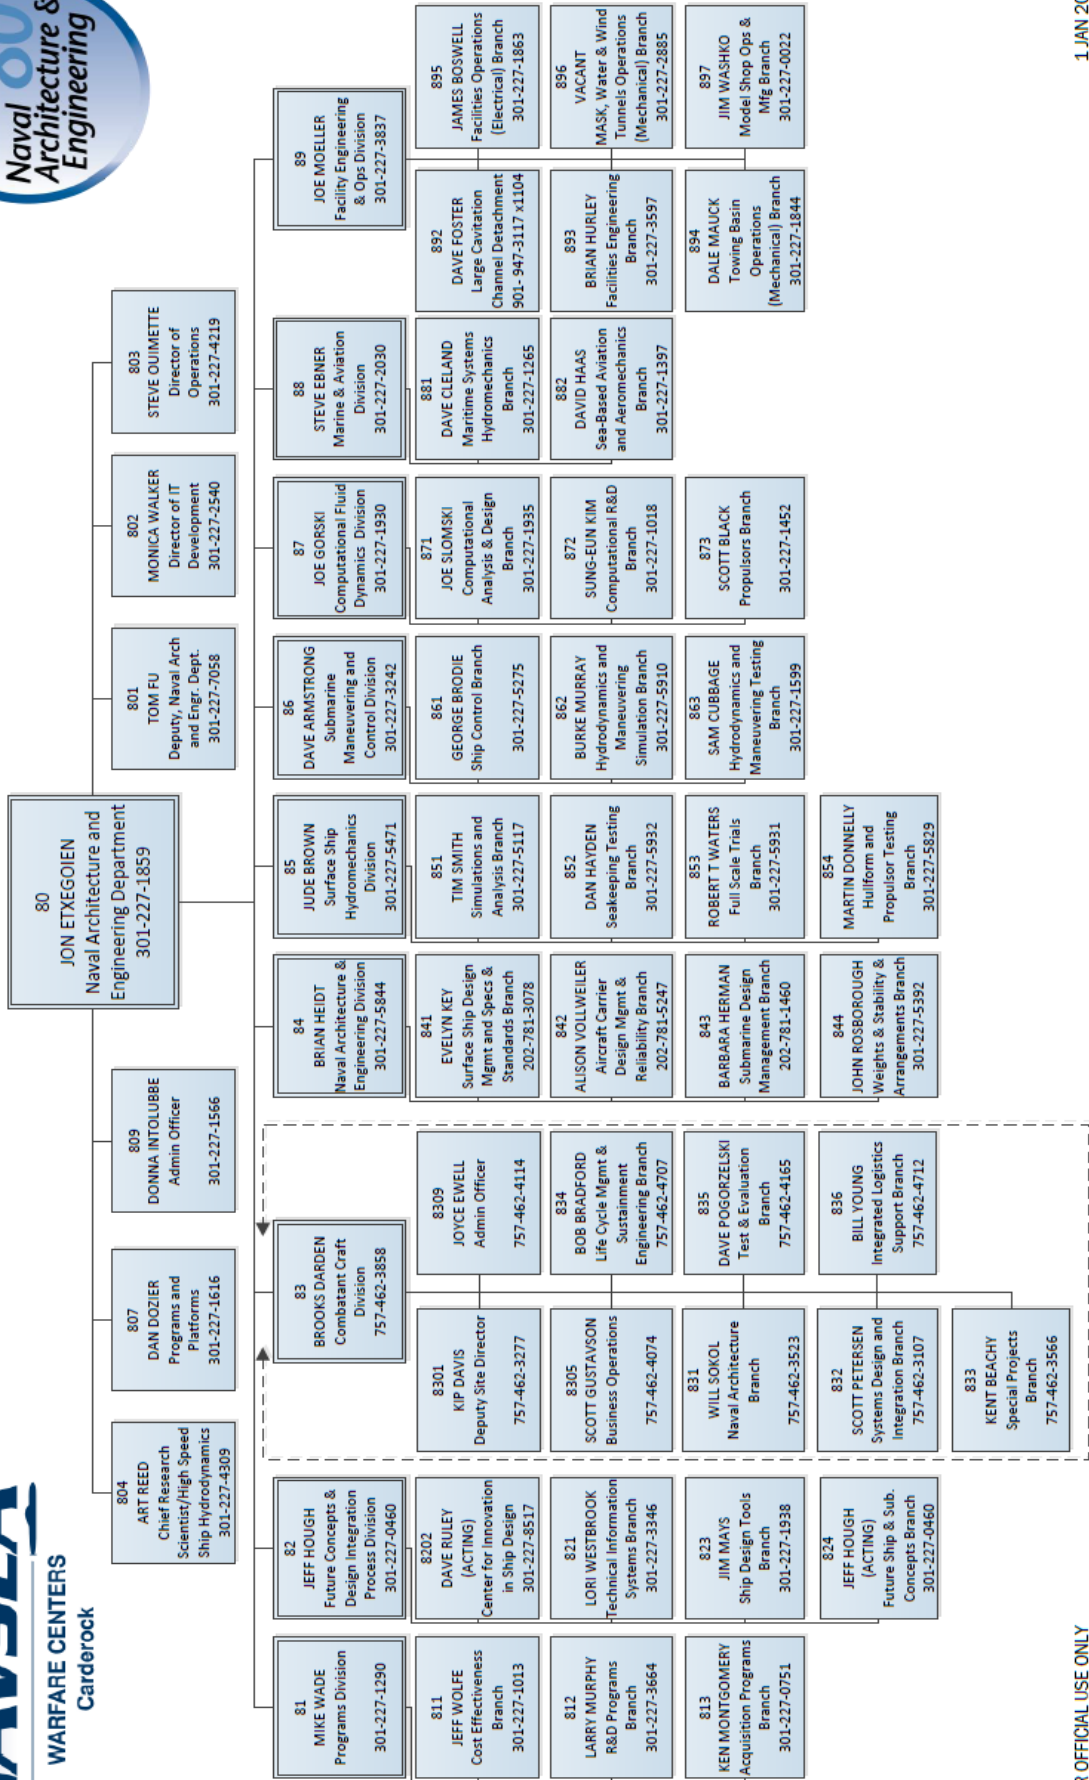 WARFARE CENTERS
Carderock
Naval 80
Architecture &
Engineering
80
JON ETXEGOIEN
Naval Architecture and
Engineering Department
301-227-1859
804
ART REED
Chief Research
Scientist/High Speed
Ship Hydrodynamics
301-227-4309
807
DAN DOZIER
Programs and
Platforms
301-227-1616
809
DONNA INTOLUBBE
Admin Officer
301-227-1566
801
TOM FU
Deputy, Naval Arch
and Engr. Dept.
301-227-7058
802
MONICA WALKER
Director of IT
Development
301-227-2540
803
STEVE OUIMETTE
Director of
Operations
301-227-4219
81
MIKE WADE
Programs Division
301-227-1290
811
JEFF WOLFE
Cost Effectiveness
Branch
301-227-1013
812
LARRY MURPHY
R&D Programs
Branch
301-227-3664
813
KEN MONTGOMERY
Acquisition Programs
Branch
301-227-0751
82
JEFF HOUGH
Future Concepts &
Design Integration
Process Division
301-227-0460
8202
DAVE RULEY
(ACTING)
Center for Innovation
in Ship Design
301-227-8517
821
LORI WESTBROOK
Technical Information
Systems Branch
301-227-3346
823
JIM MAYS
Ship Design Tools
Branch
301-227-1938
824
JEFF HOUGH
(ACTING)
Future Ship & Sub.
Concepts Branch
301-227-0460
83
BROOKS DARDEN
Combatant Craft
Division
757-462-3858
8301
KIP DAVIS
Deputy Site Director
757-462-3277
8309
JOYCE EWELL
Admin Officer
757-462-4114
8305
SCOTT GUSTAVSON
Business Operations
757-462-4074
834
BOB BRADFORD
Life Cycle Mgmt &
Sustainment
Engineering Branch
757-462-4707
831
WILL SOKOL
Naval Architecture
Branch
757-462-3523
835
DAVE POGORZELSKI
Test & Evaluation
Branch
757-462-4165
832
SCOTT PETERSEN
Systems Design and
Integration Branch
757-462-3107
836
BILL YOUNG
Integrated Logistics
Support Branch
757-462-4712
833
KENT BEACHY
Special Projects
Branch
757-462-3566
84
BRIAN HEIDT
Naval Architecture &
Engineering Division
301-227-5844
841
EVELYN KEY
Surface Ship Design
Mgmt and Specs &
Standards Branch
202-781-3078
842
ALISON VOLLWEILER
Aircraft Carrier
Design Mgmt &
Reliability Branch
202-781-5247
843
BARBARA HERMAN
Submarine Design
Management Branch
202-781-1460
844
JOHN ROSBOROUGH
Weights & Stability &
Arrangements Branch
301-227-5392
85
JUDE BROWN
Surface Ship
Hydromechanics
Division
301-227-5471
851
TIM SMITH
Simulations and
Analysis Branch
301-227-5117
852
DAN HAYDEN
Seakeeping Testing
Branch
301-227-5932
853
ROBERT T WATERS
Full Scale Trials
Branch
301-227-5931
854
MARTIN DONNELLY
Hullform and
Propulsor Testing
Branch
301-227-5829
86
DAVE ARMSTRONG
Submarine
Maneuvering and
Control Division
301-227-3242
861
GEORGE BRODIE
Ship Control Branch
301-227-5275
862
BURKE MURRAY
Hydrodynamics and
Maneuvering
Simulation Branch
301-227-5910
863
SAM CUBBAGE
Hydrodynamics and
Maneuvering Testing
Branch
301-227-1599
87
JOE GORSKI
Computational Fluid
Dynamics Division
301-227-1930
871
JOE SLOMSKI
Computational
Analysis & Design
Branch
301-227-1935
872
SUNG-EUN KIM
Computational R&D
Branch
301-227-1018
873
SCOTT BLACK
Propulsors Branch
301-227-1452
88
STEVE EBNER
Marine & Aviation
Division
301-227-2030
881
DAVE CLELAND
Maritime Systems
Hydromechanics
Branch
301-227-1265
882
DAVID HAAS
Sea-Based Aviation
and Aeromechanics
Branch
301-227-1397
89
JOE MOELLER
Facility Engineering
& Ops Division
301-227-3837
892
DAVE FOSTER
Large Cavitation
Channel Detachment
901- 947-3117 x1104
895
JAMES BOSWELL
Facilities Operations
(Electrical) Branch
301-227-1863
893
BRIAN HURLEY
Facilities Engineering
Branch
301-227-3597
896
VACANT
MASK, Water & Wind
Tunnels Operations
(Mechanical) Branch
301-227-2885
894
DALE MAUCK
Towing Basin
Operations
(Mechanical) Branch
301-227-1844
897
JIM WASHKO
Model Shop Ops &
Mfg Branch
301-227-0022
OFFICIAL USE ONLY
1 JAN 20